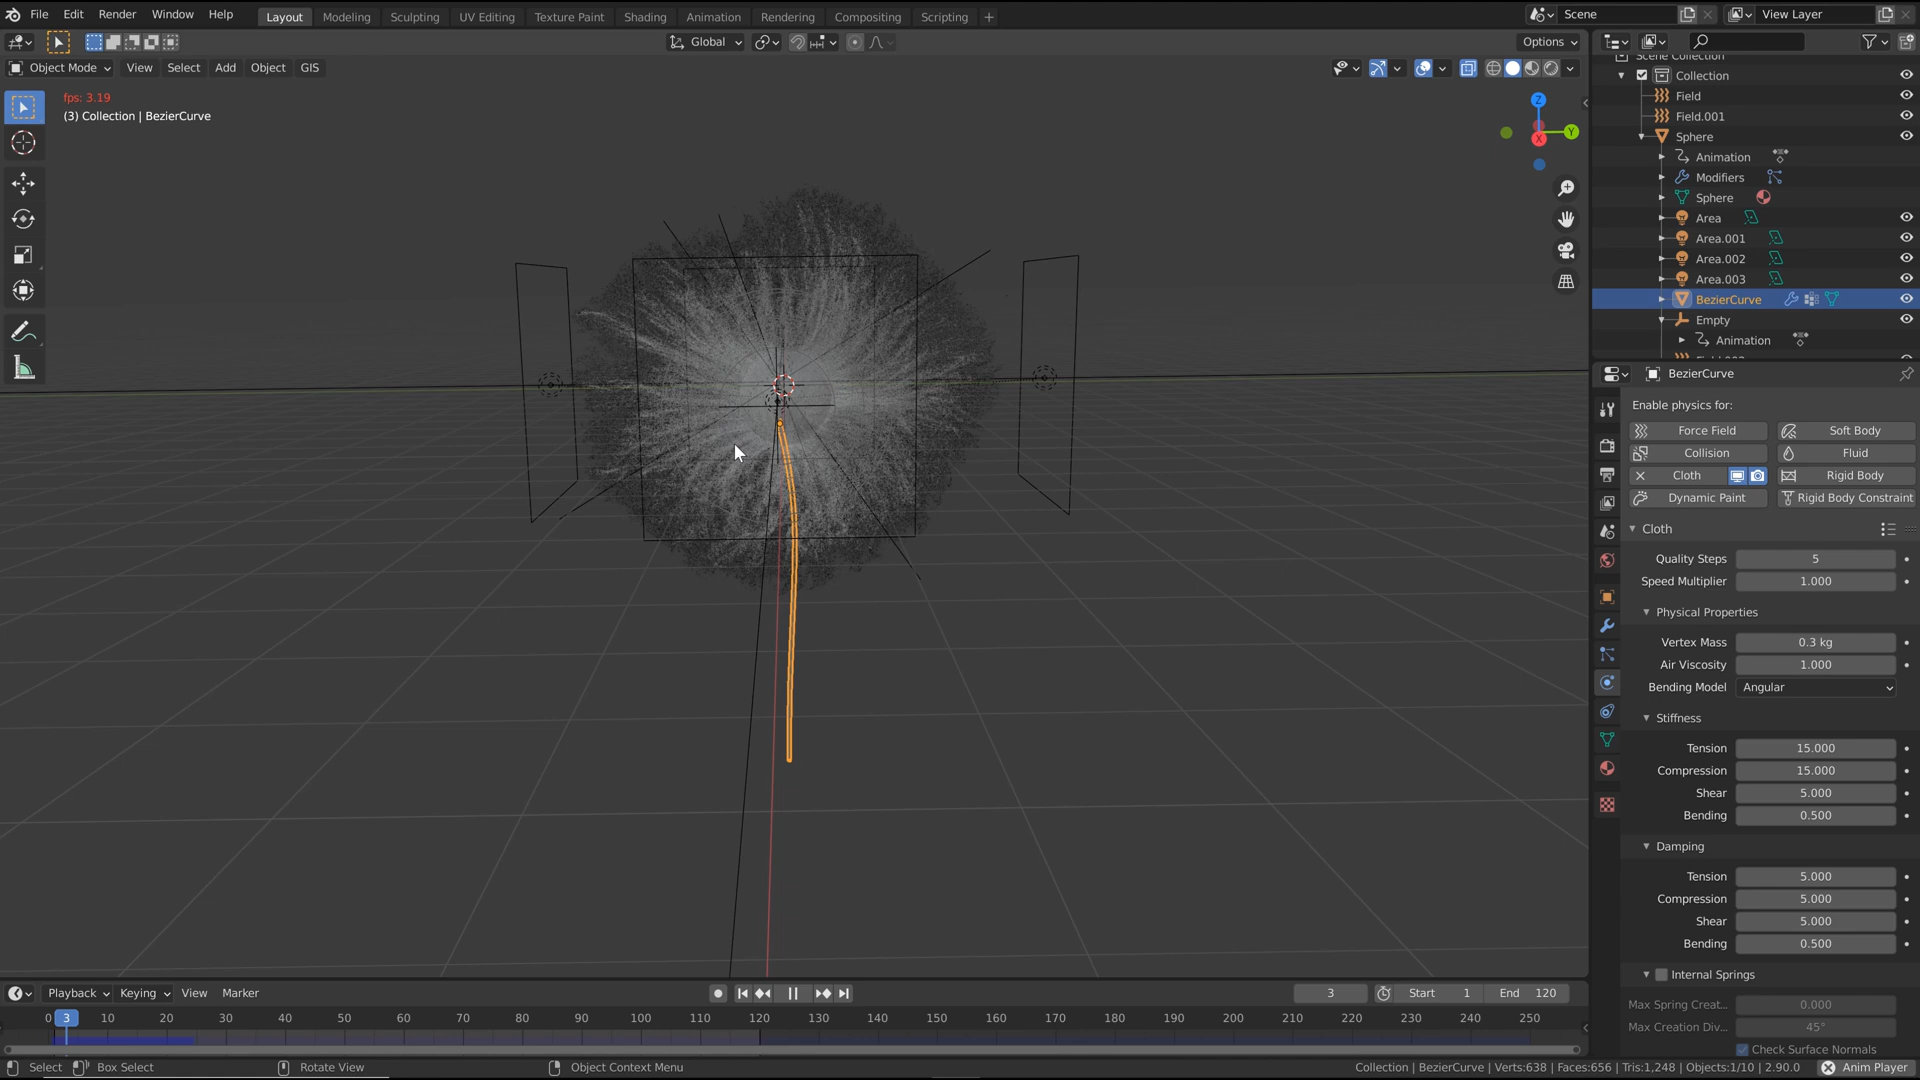 File Edit Render Window Help Layout Modeling Sculpting UV Editing Texture Paint Shading Animation Rendering Compositing Scripting + Scene View Layer
Global Options
Object Mode View Select Add Object GIS
fps: 3.19
(3) Collection | BezierCurve
Z
Y
X
Scene Collection
Collection
Field
Field.001
Sphere
Animation
Modifiers
Sphere
Area
Area.001
Area.002
Area.003
BezierCurve
Empty
Animation
BezierCurve
Enable physics for:
Force Field Soft Body
Collision Fluid
Cloth Rigid Body
Dynamic Paint Rigid Body Constraint
Cloth
Quality Steps 5
Speed Multiplier 1.000
Physical Properties
Vertex Mass 0.3 kg
Air Viscosity 1.000
Bending Model Angular
Stiffness
Tension 15.000
Compression 15.000
Shear 5.000
Bending 0.500
Damping
Tension 5.000
Compression 5.000
Shear 5.000
Bending 0.500
Internal Springs
Max Spring Creat... 0.000
Max Creation Div... 45°
Check Surface Normals
Playback Keying View Marker 3 Start 1 End 120
0 3 10 20 30 40 50 60 70 80 90 100 110 120 130 140 150 160 170 180 190 200 210 220 230 240 250
Select Box Select Rotate View Object Context Menu Collection | BezierCurve | Verts:638 | Faces:656 | Tris:1,248 | Objects:1/10 | 2.90.0 Anim Player